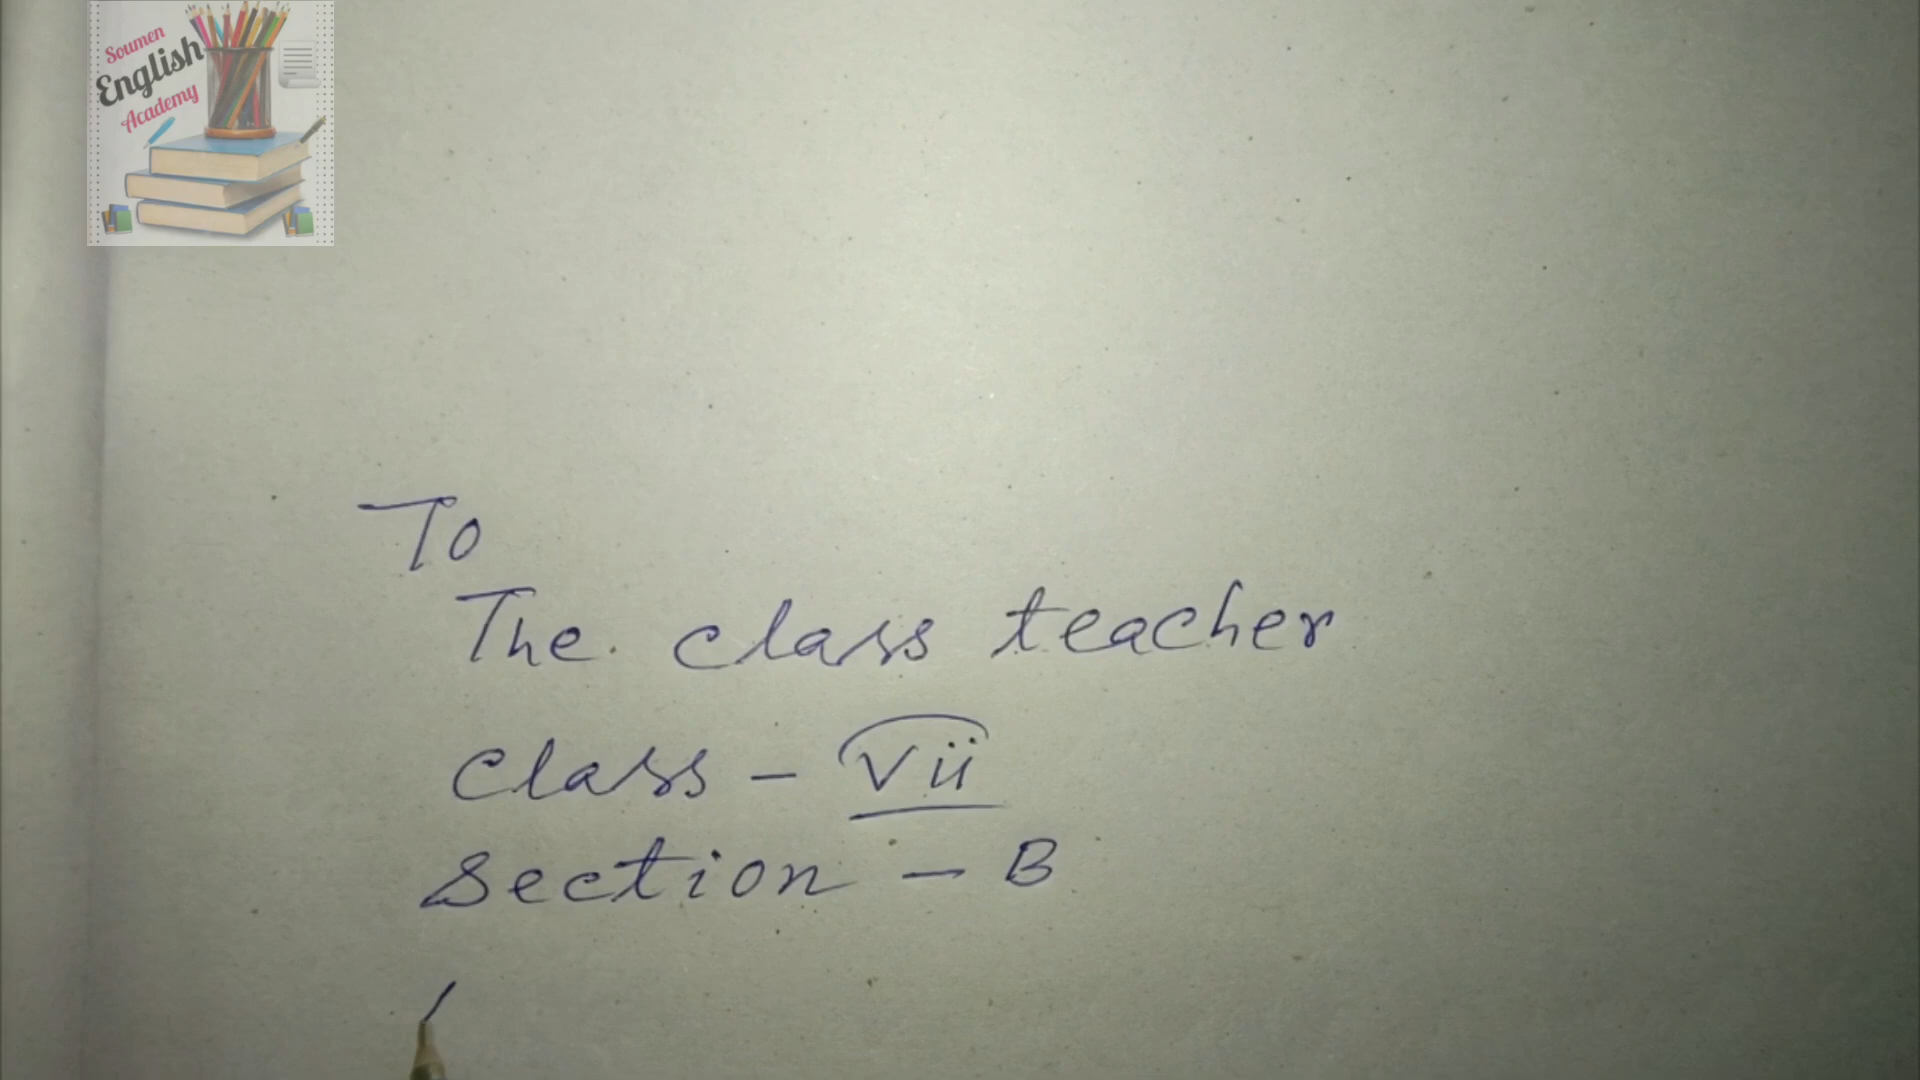 Soumen
English
Academy
To
The class teacher
class - Vii
Section - B